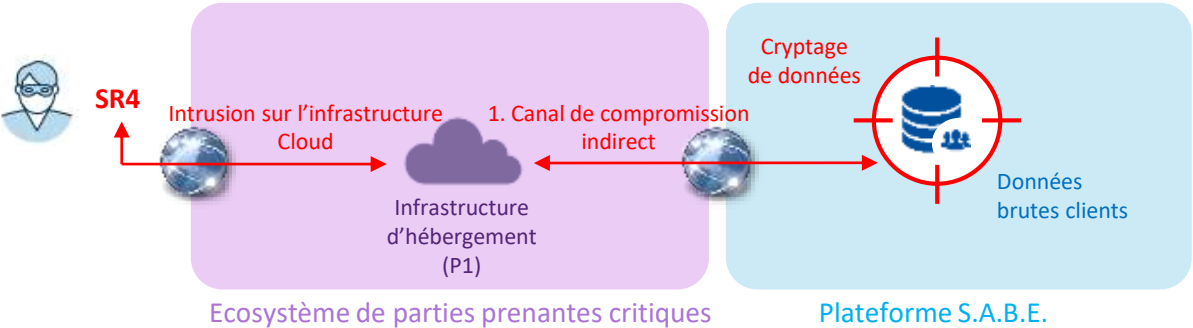 SR4
Intrusion sur l’infrastructure
Cloud
Infrastructure
d’hébergement
(P1)
1. Canal de compromission
indirect
Cryptage
de données
Données
brutes clients
Ecosystème de parties prenantes critiques
Plateforme S.A.B.E.